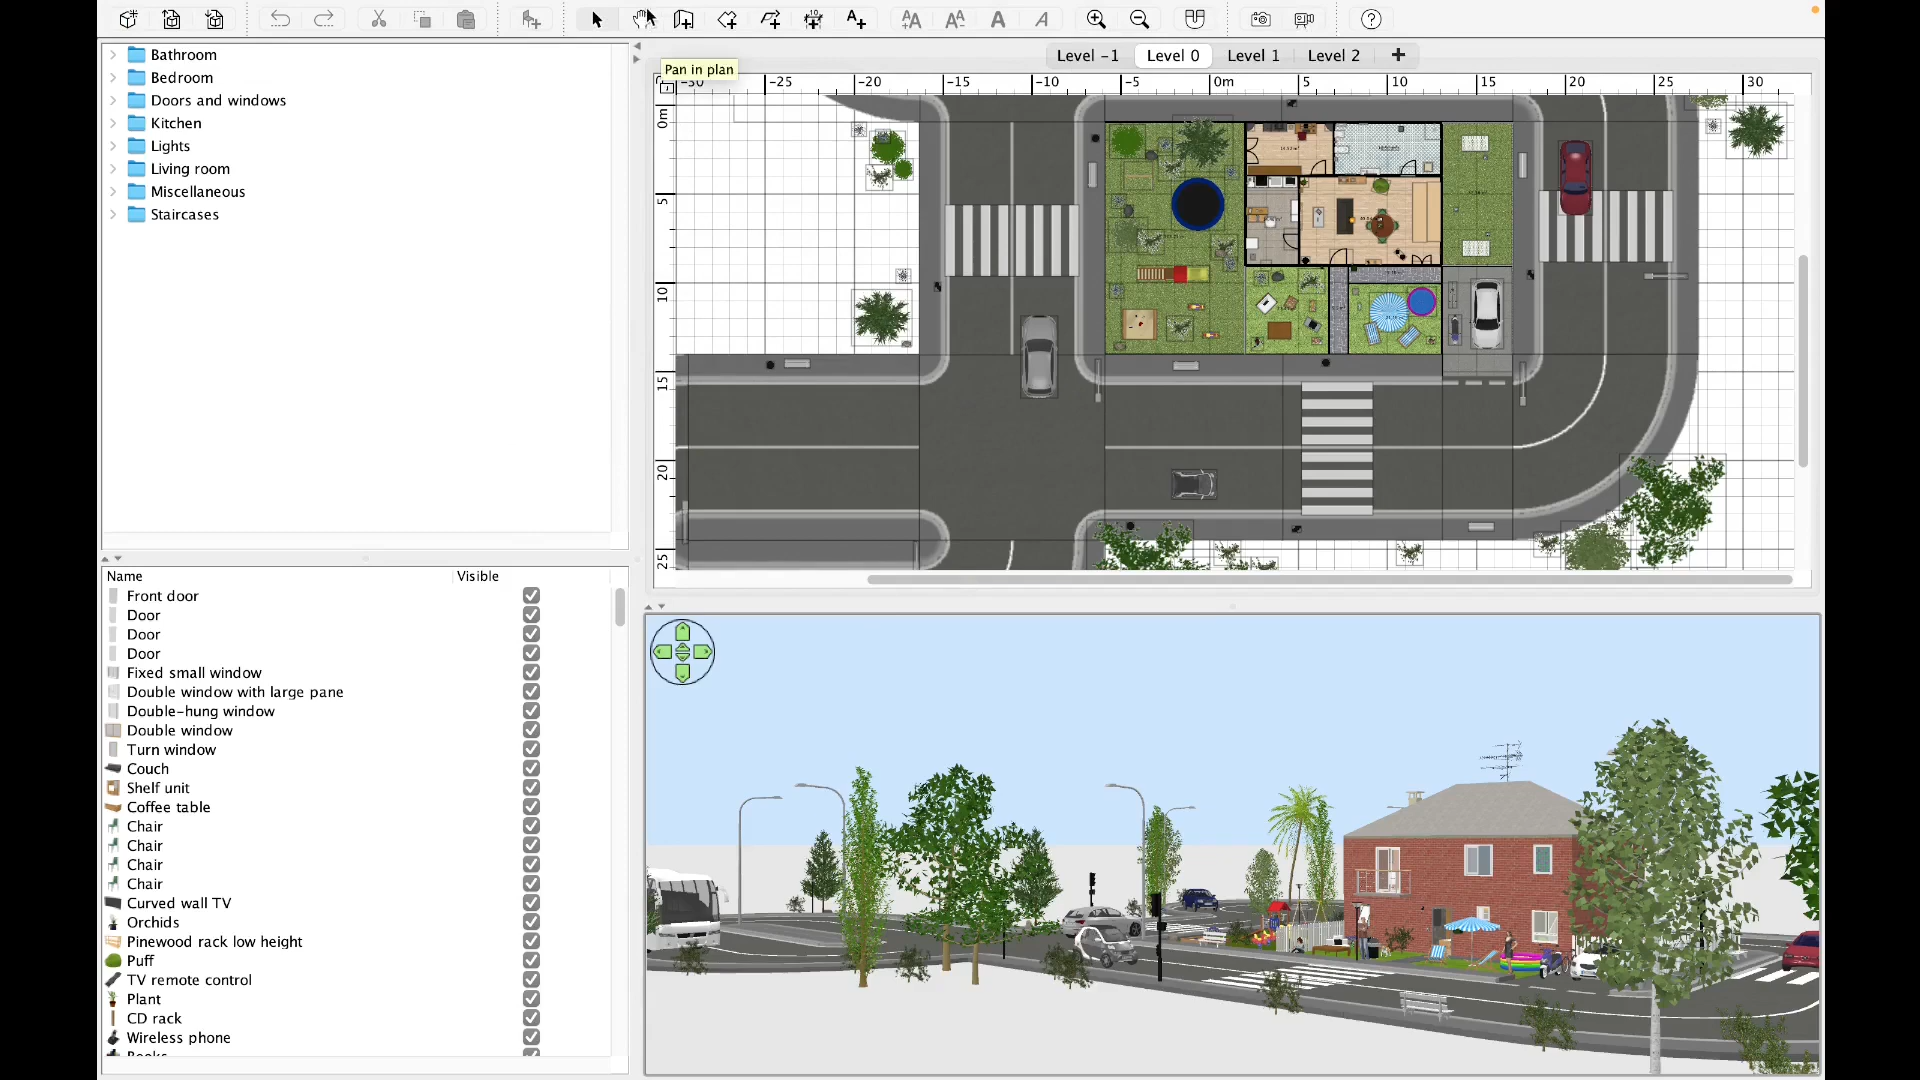 Level -1
Level 0
Level 1
Level 2
Pan in plan
-30
-25
-20
-15
-10
-5
0m
5
10
15
20
25
30
0m
5
10
15
20
25
Bathroom
Bedroom
Doors and windows
Kitchen
Lights
Living room
Miscellaneous
Staircases
Name Visible
Front door
Door
Door
Door
Fixed small window
Double window with large pane
Double-hung window
Double window
Turn window
Couch
Shelf unit
Coffee table
Chair
Chair
Chair
Chair
Curved wall TV
Orchids
Pinewood rack low height
Puff
TV remote control
Plant
CD rack
Wireless phone
Books